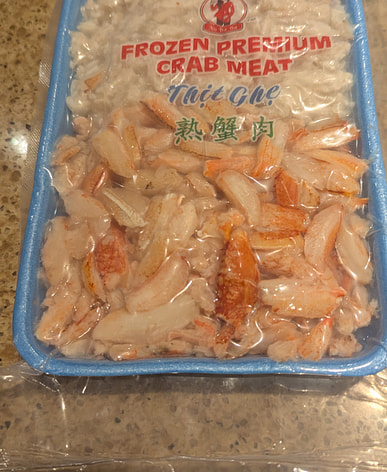 FROZEN PREMIUM
CRAB MEAT
Thịt Ghẹ
熟蟹肉